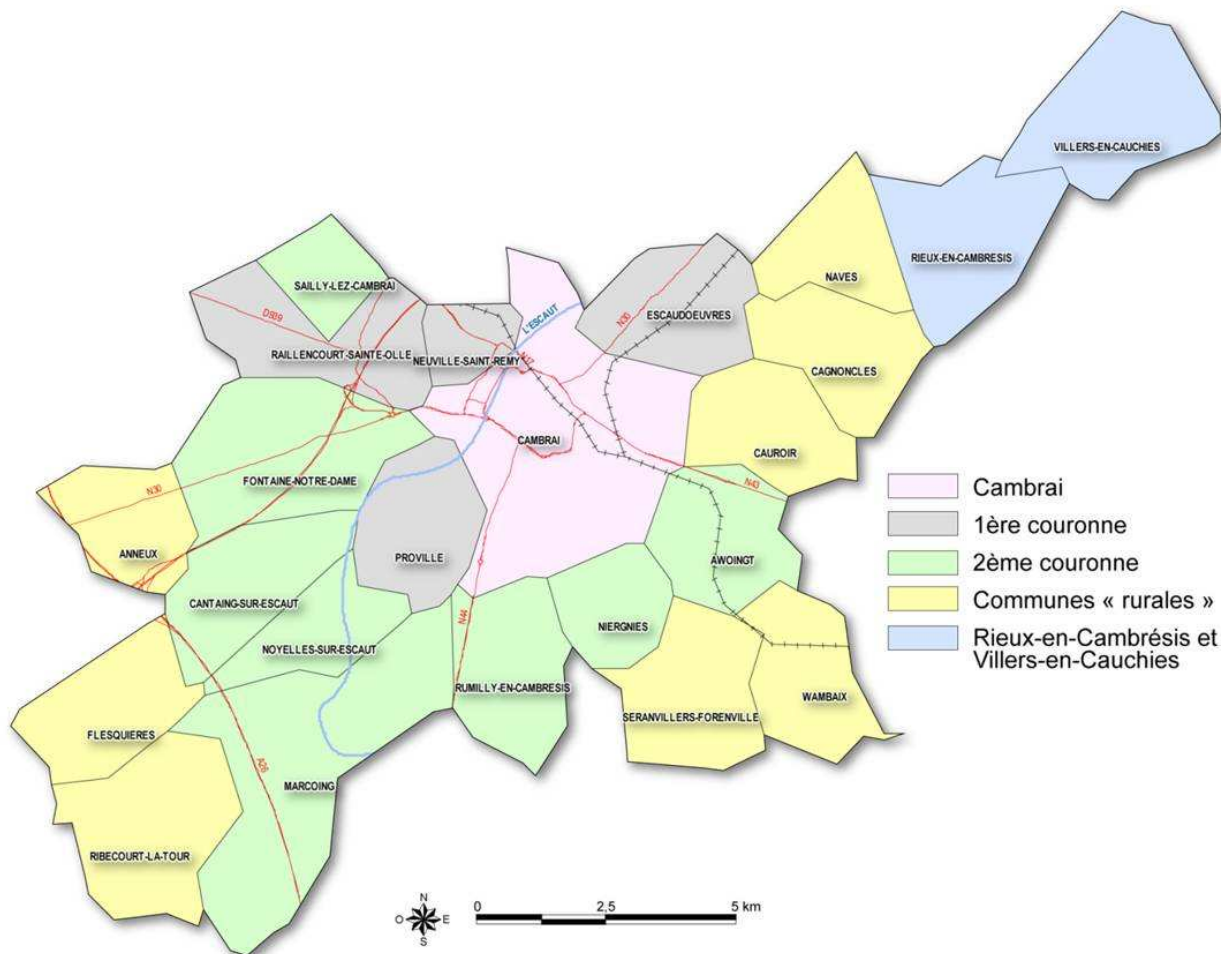 VILLERS-EN-CAUCHIES
RIEUX-EN-CAMBRESIS
NAVES
SAILLY-LEZ-CAMBRAI
L'ESCAUT
N30
ESCAUDOEUVRES
D939
RAILLENCOURT-SAINTE-OLLE
NEUVILLE-SAINT-REMY
CAGNONCLES
CAMBRAI
CAUROIR
FONTAINE-NOTRE-DAME
N43
N30
ANNEUX
PROVILLE
AWOINGT
CANTAING-SUR-ESCAUT
N44
NIERGNIES
NOYELLES-SUR-ESCAUT
RUMILLY-EN-CAMBRESIS
WAMBAIX
SERANVILLERS-FORENVILLE
FLESQUIERES
A26
MARCOING
RIBECOURT-LA-TOUR
Cambrai
1ère couronne
2ème couronne
Communes « rurales »
Rieux-en-Cambrésis et
Villers-en-Cauchies
N
O E
S
0 2,5 5 km